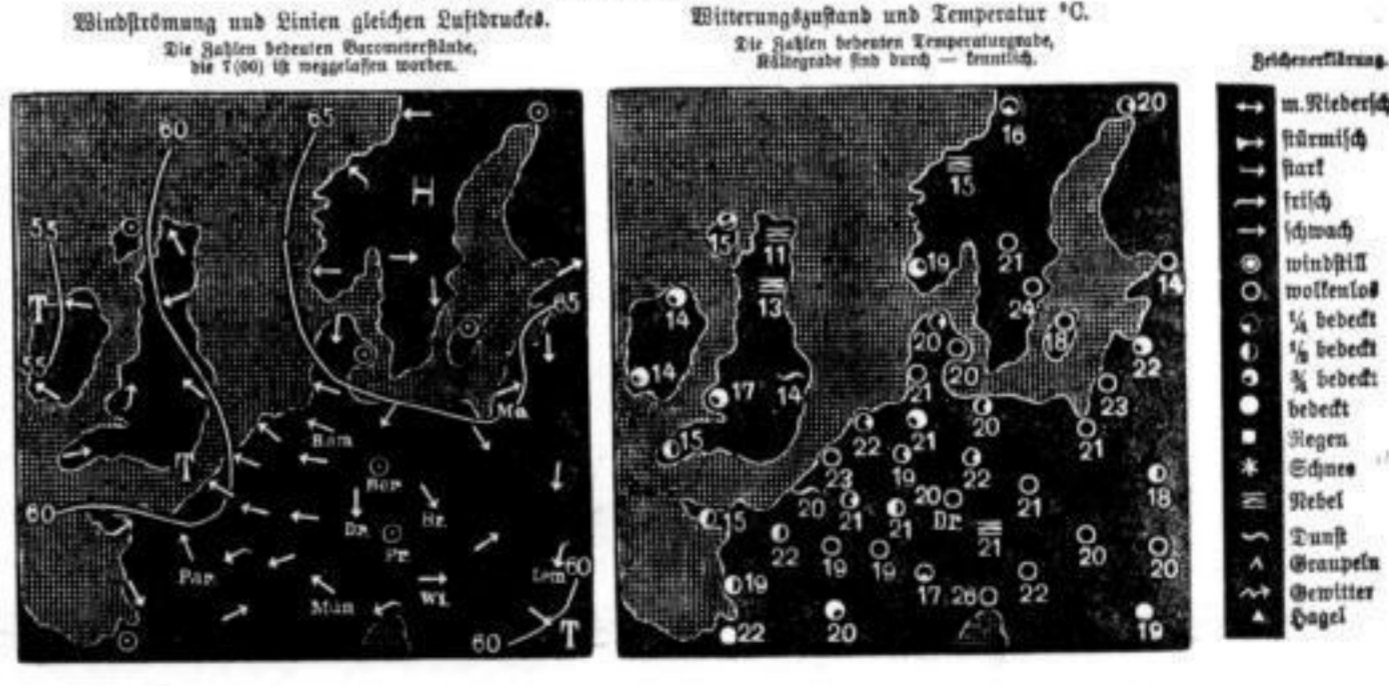 Windströmung und Linien gleichen Luftdruckes.
Die Zahlen bedeuten Barometerstände,
die 7(00) ist weggelassen worden.
60
65
H
55
T
65
55
Mm.
Ham
T
Ber.
60
Dr.
Br.
Pr.
Par.
Lem
60
Mün
Wi.
T
60
Witterungszustand und Temperatur °C.
Die Zahlen bedeuten Temperaturgrade,
Kältegrade sind durch — kenntlich.
20
16
15
15
11
19
21
14
13
24
14
20
18
22
14
17
14
21
20
23
15
22
21
20
21
23
19
22
18
20
21
21
20
21
15
Dr.
22
19
19
21
20
20
19
17
26
22
22
20
19
Zeichenerklärung.
m. Niedersch
stürmisch
stark
frisch
schwach
windstill
wolkenlos
1/4 bedeckt
1/2 bedeckt
3/4 bedeckt
bedeckt
Regen
Schnee
Nebel
Dunst
Graupeln
Gewitter
Hagel